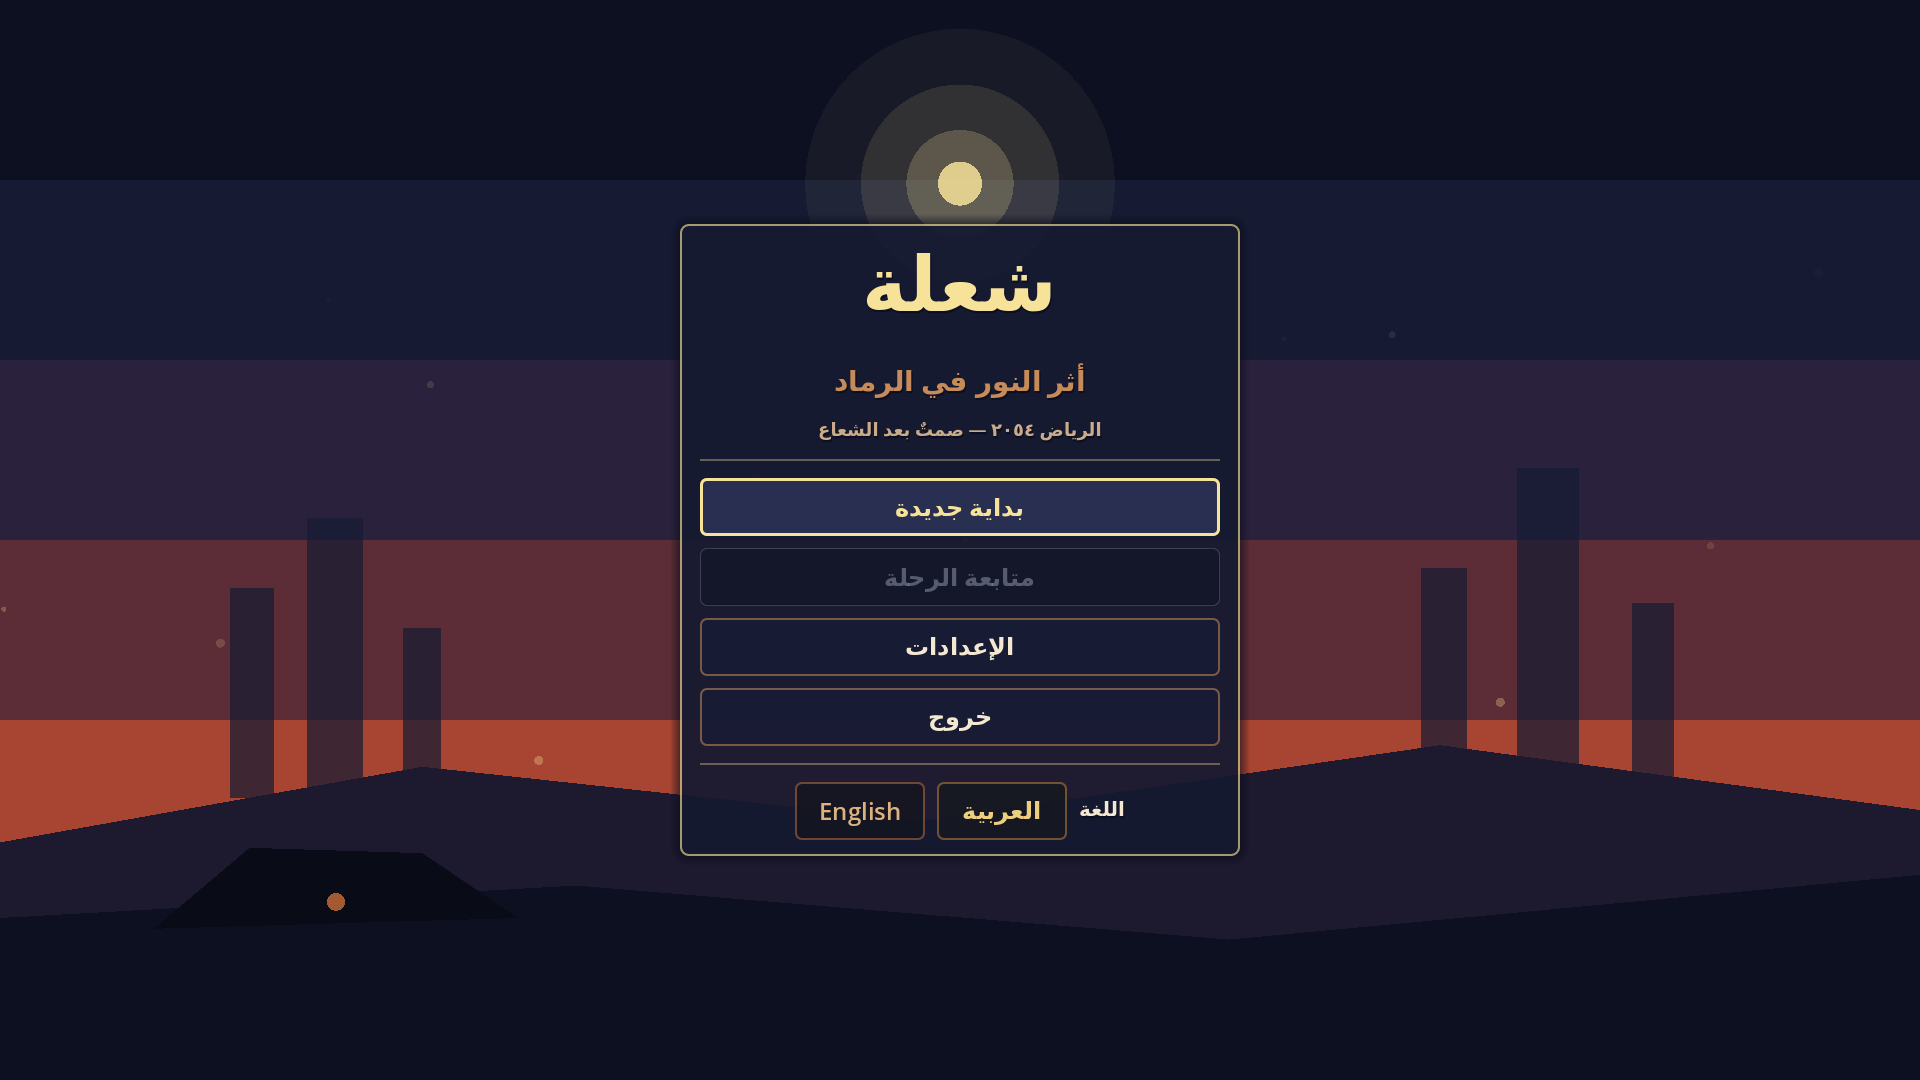 شعلة
أثر النور في الرماد
الرياض ٢٠٥٤ — صمتٌ بعد الشعاع
بداية جديدة
متابعة الرحلة
الإعدادات
خروج
اللغة العربية English